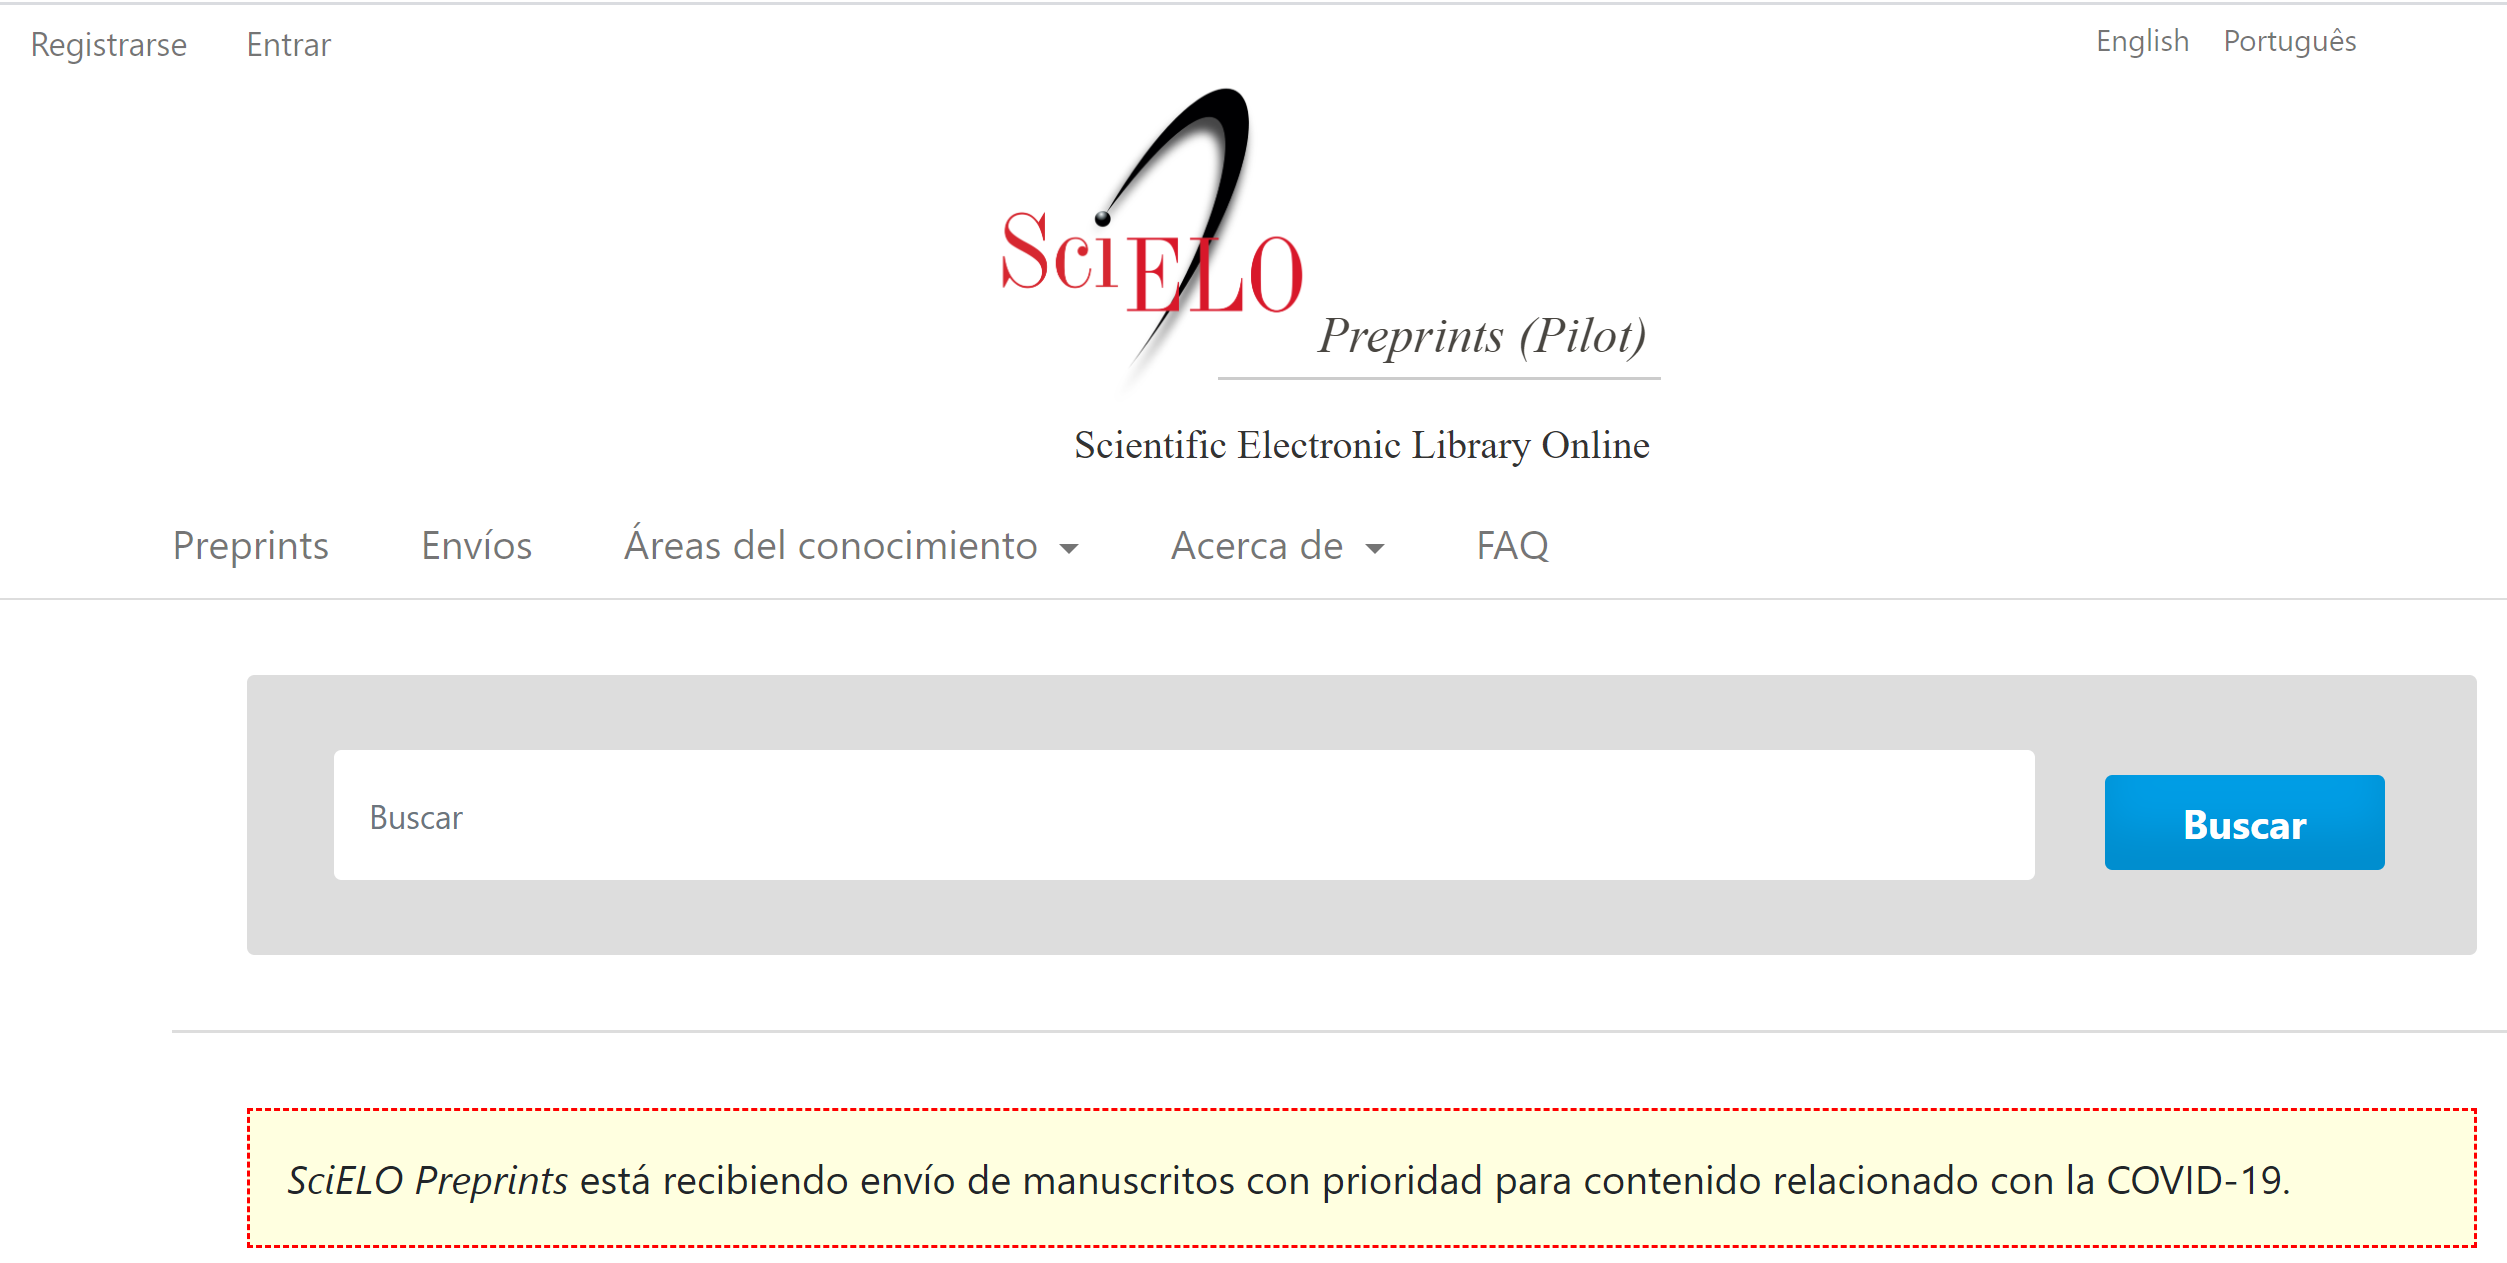 Registrarse Entrar English Português
SciELO
Preprints (Pilot)
Scientific Electronic Library Online
Preprints Envíos Áreas del conocimiento Acerca de FAQ
Buscar Buscar
SciELO Preprints está recibiendo envío de manuscritos con prioridad para contenido relacionado con la COVID-19.